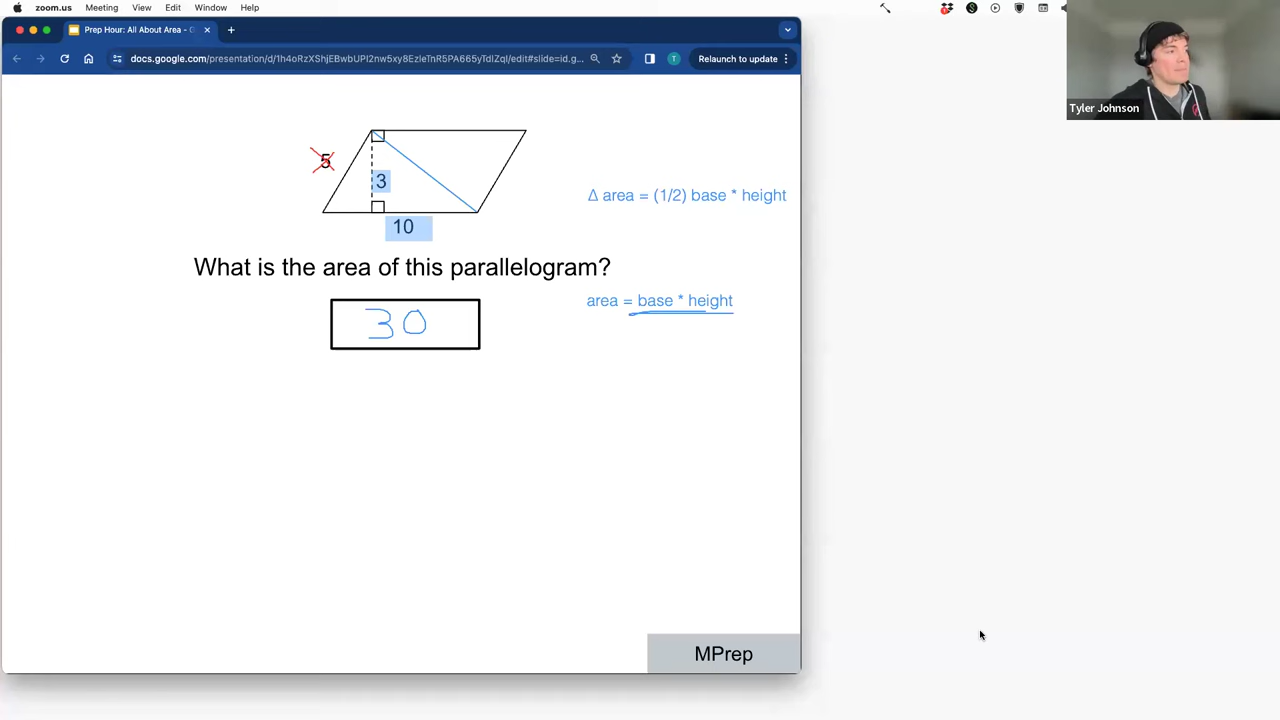 zoom.us Meeting View Edit Window Help
Prep Hour: All About Area -
docs.google.com/presentation/d/1h4oRzXShjEBwbUPI2nw5xy8EzleTnR5PA665yTdIZql/edit#slide=id.g...
T
Relaunch to update
Tyler Johnson
5
3
Δ area = (1/2) base * height
10
What is the area of this parallelogram?
area = base * height
30
MPrep